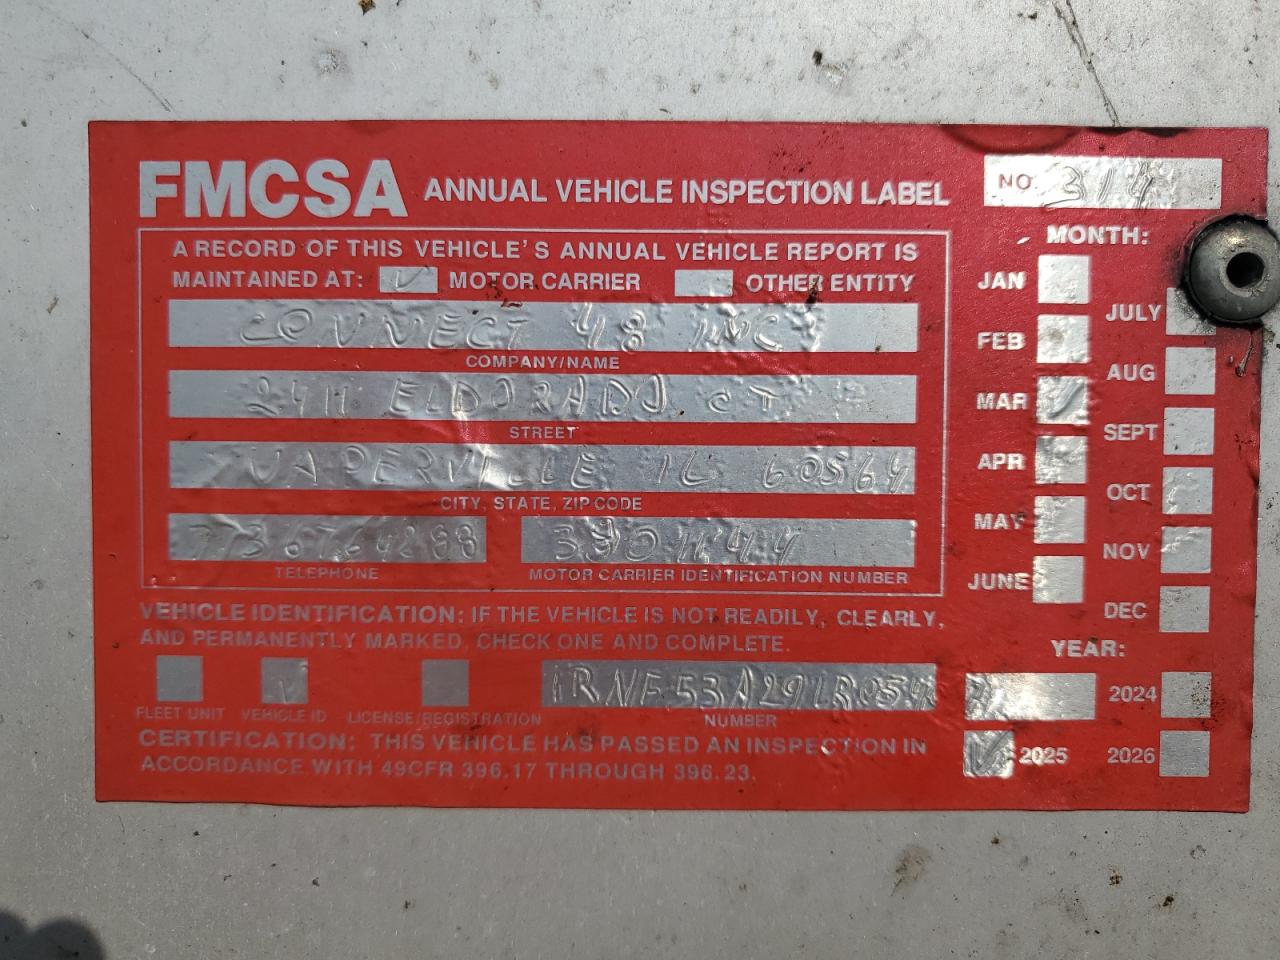 FMCSA ANNUAL VEHICLE INSPECTION LABEL
NO 314
A RECORD OF THIS VEHICLE'S ANNUAL VEHICLE REPORT IS
MAINTAINED AT: ✓ MOTOR CARRIER OTHER ENTITY
CONNECT 48 INC
COMPANY/NAME
2411 ELDORADO CT
STREET
NAPERVILLE IL 60564
CITY, STATE, ZIP CODE
7736764288
TELEPHONE
MOTOR CARRIER IDENTIFICATION NUMBER
VEHICLE IDENTIFICATION: IF THE VEHICLE IS NOT READILY, CLEARLY,
AND PERMANENTLY MARKED, CHECK ONE AND COMPLETE.
FLEET UNIT ✓ VEHICLE ID LICENSE/REGISTRATION
1RNF53A29LR054
NUMBER
CERTIFICATION: THIS VEHICLE HAS PASSED AN INSPECTION IN
ACCORDANCE WITH 49CFR 396.17 THROUGH 396.23.
MONTH:
JAN
FEB
MAR ✓
APR
MAY
JUNE
JULY
AUG
SEPT
OCT
NOV
DEC
YEAR:
2024
✓ 2025
2026